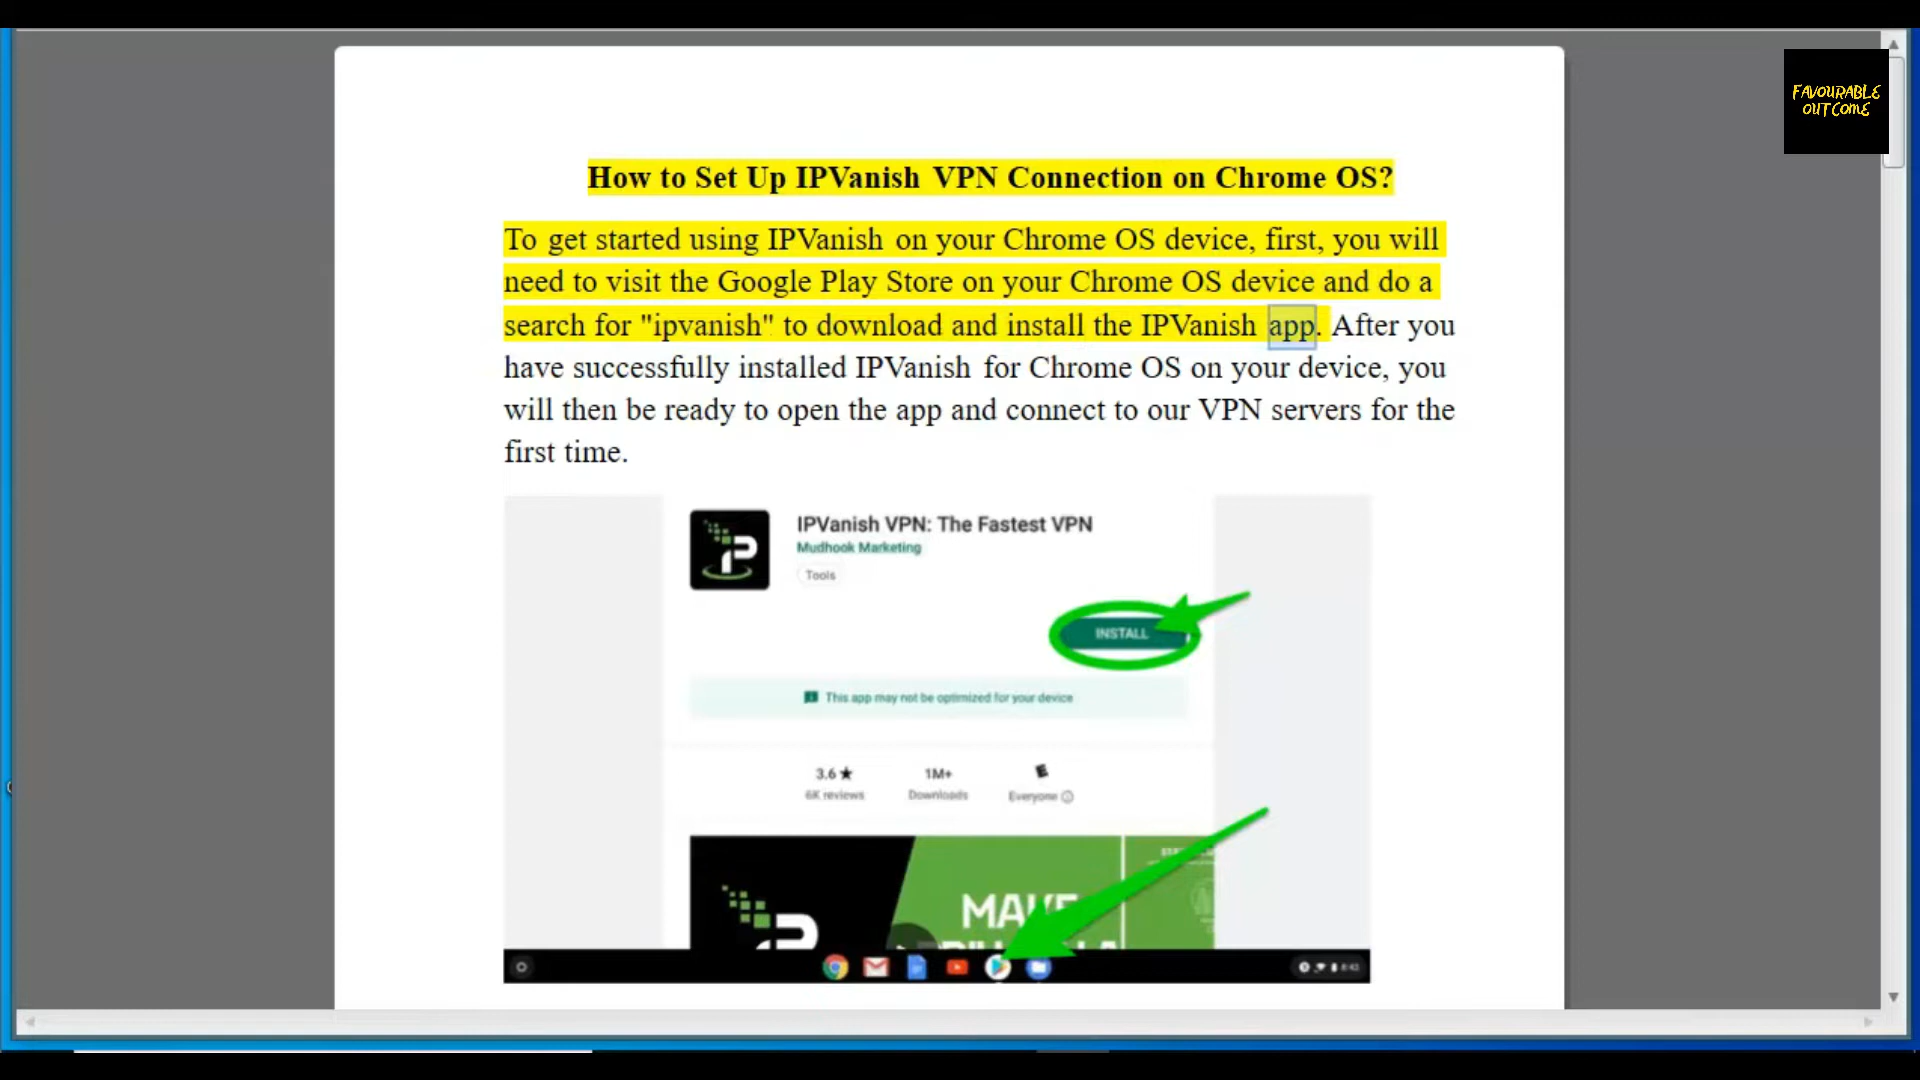 FAVOURABLE
OUTCOME
How to Set Up IPVanish VPN Connection on Chrome OS?
To get started using IPVanish on your Chrome OS device, first, you will
need to visit the Google Play Store on your Chrome OS device and do a
search for "ipvanish" to download and install the IPVanish app. After you
have successfully installed IPVanish for Chrome OS on your device, you
will then be ready to open the app and connect to our VPN servers for the
first time.
IPVanish VPN: The Fastest VPN
Mudhook Marketing
Tools
INSTALL
This app may not be optimized for your device
3.6★ 1M+ E
6K reviews Downloads Everyone
MAKE